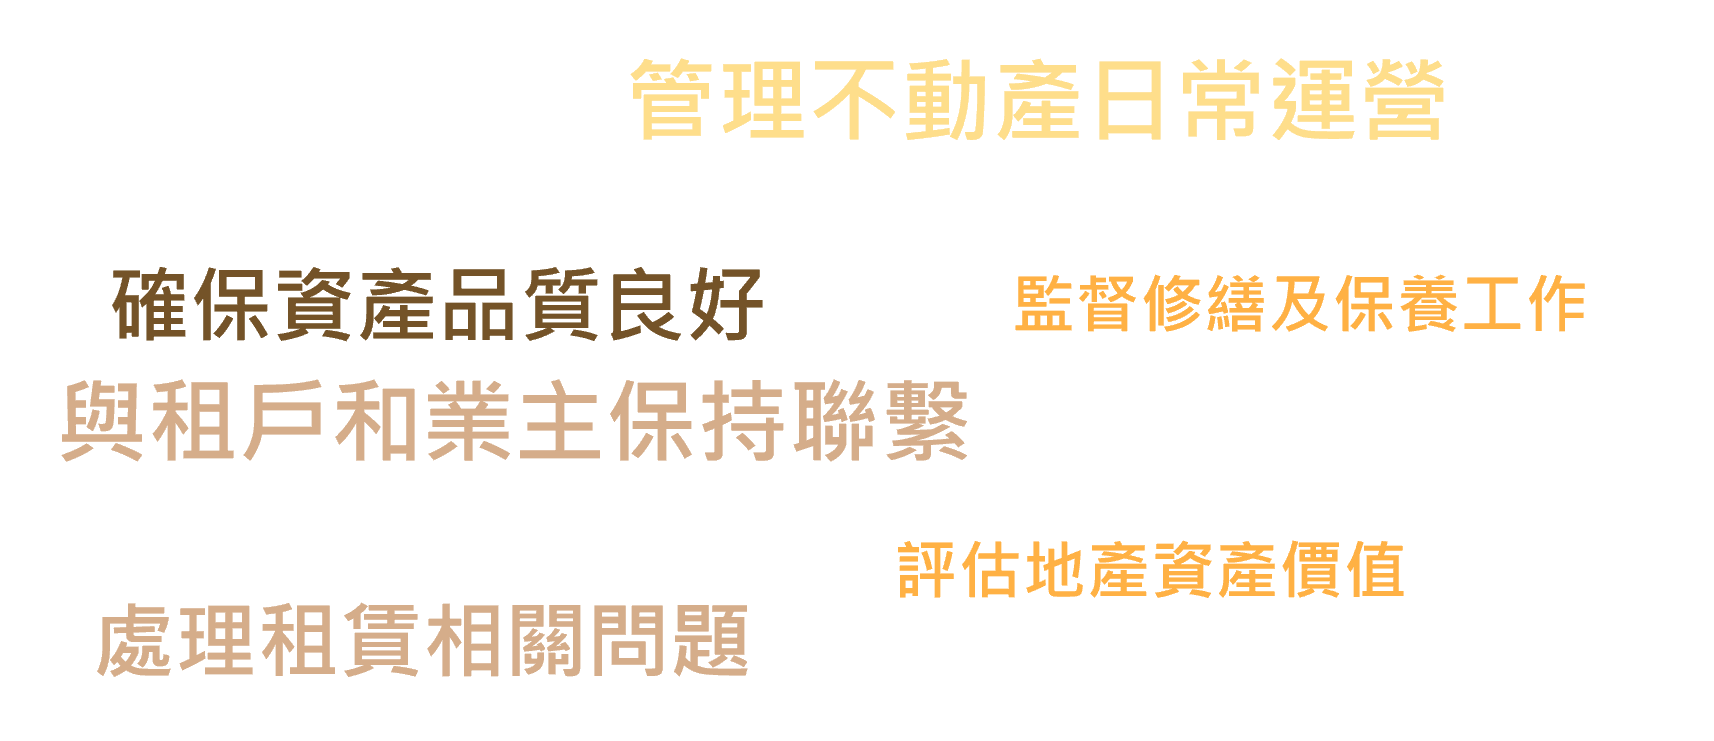 管理不動產日常運營
確保資產品質良好
監督修繕及保養工作
與租戶和業主保持聯繫
評估地產資產價值
處理租賃相關問題